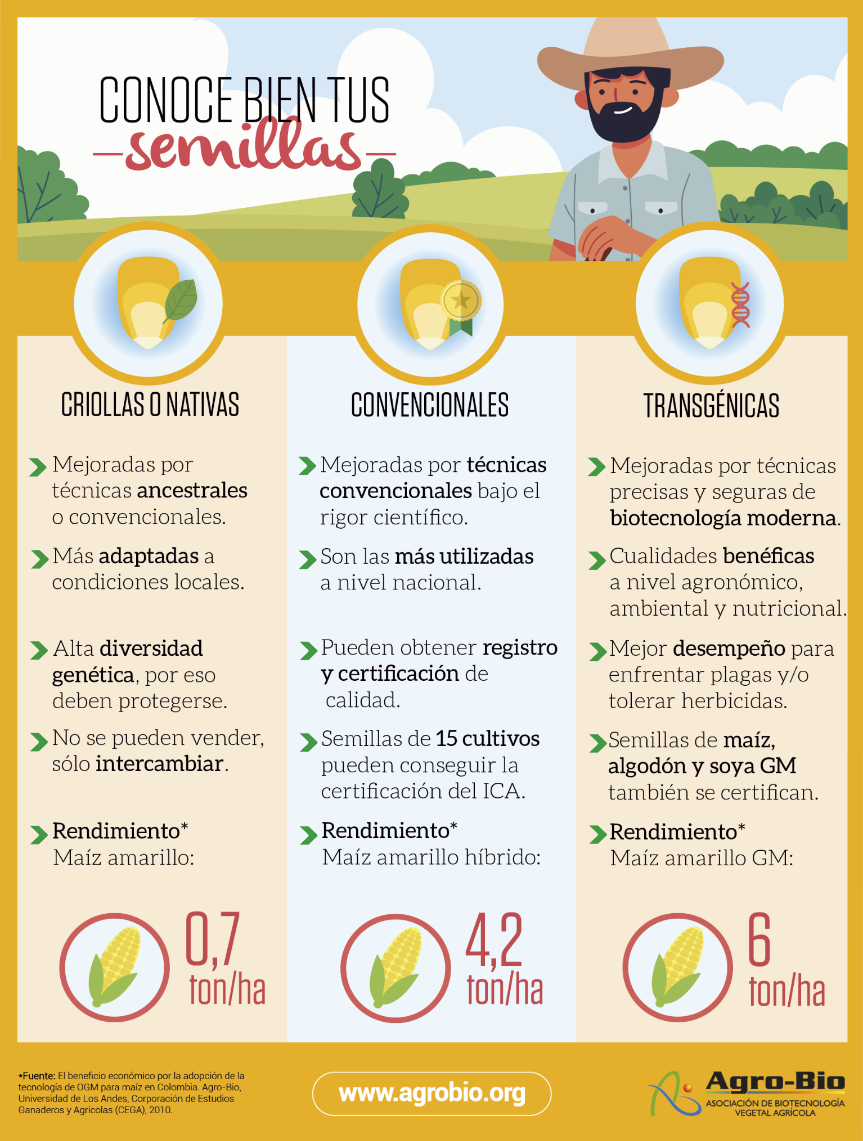 CONOCE BIEN TUS
semillas
CRIOLLAS O NATIVAS
Mejoradas por
técnicas ancestrales
o convencionales.
Más adaptadas a
condiciones locales.
Alta diversidad
genética, por eso
deben protegerse.
No se pueden vender,
sólo intercambiar.
Rendimiento*
Maíz amarillo:
0,7
ton/ha
CONVENCIONALES
Mejoradas por técnicas
convencionales bajo el
rigor científico.
Son las más utilizadas
a nivel nacional.
Pueden obtener registro
y certificación de
calidad.
Semillas de 15 cultivos
pueden conseguir la
certificación del ICA.
Rendimiento*
Maíz amarillo híbrido:
4,2
ton/ha
TRANSGÉNICAS
Mejoradas por técnicas
precisas y seguras de
biotecnología moderna.
Cualidades benéficas
a nivel agronómico,
ambiental y nutricional.
Mejor desempeño para
enfrentar plagas y/o
tolerar herbicidas.
Semillas de maíz,
algodón y soya GM
también se certifican.
Rendimiento*
Maíz amarillo GM:
6
ton/ha
*Fuente: El beneficio económico por la adopción de la
tecnología de OGM para maíz en Colombia. Agro-Bio,
Universidad de Los Andes, Corporación de Estudios
Ganaderos y Agrícolas (CEGA), 2010.
www.agrobio.org
Agro-Bio
ASOCIACIÓN DE BIOTECNOLOGÍA
VEGETAL AGRÍCOLA